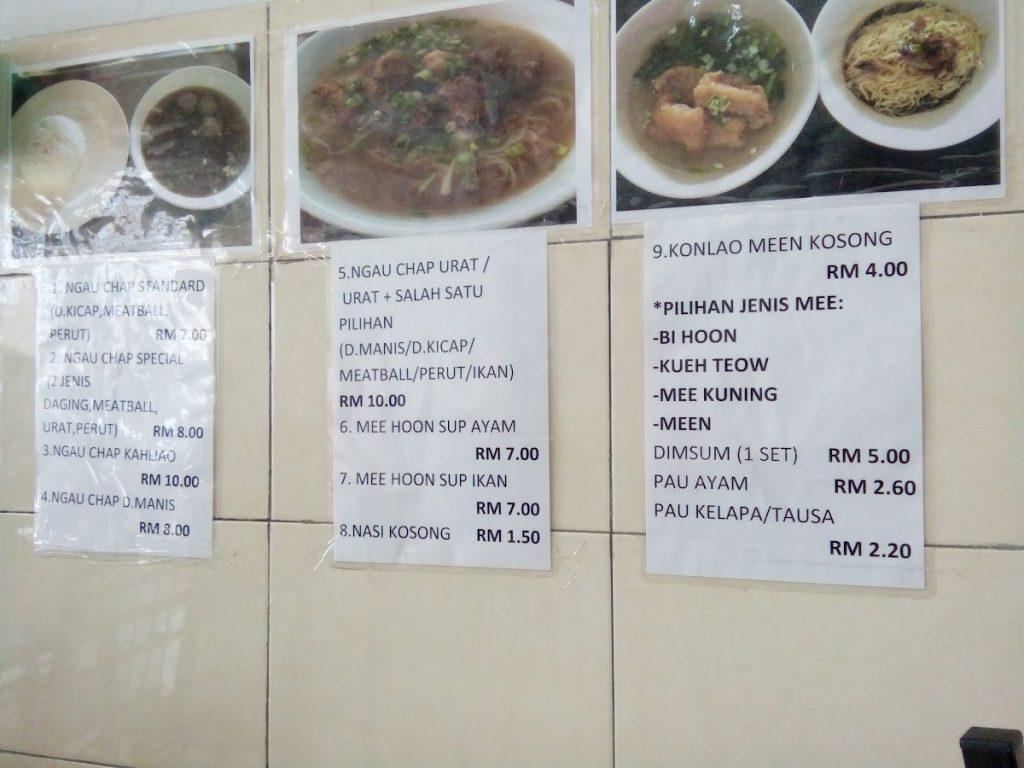 1. NGAU CHAP STANDARD
(D.KICAP,MEATBALL,
PERUT) RM 7.00
2. NGAU CHAP SPECIAL
(2 JENIS
DAGING,MEATBALL,
URAT,PERUT) RM 8.00
3.NGAU CHAP KAHLIAO
RM 10.00
4.NGAU CHAP D.MANIS
RM 8.00
5.NGAU CHAP URAT /
URAT + SALAH SATU
PILIHAN
(D.MANIS/D.KICAP/
MEATBALL/PERUT/IKAN)
RM 10.00
6. MEE HOON SUP AYAM
RM 7.00
7. MEE HOON SUP IKAN
RM 7.00
8.NASI KOSONG RM 1.50
9.KONLAO MEEN KOSONG
RM 4.00
*PILIHAN JENIS MEE:
-BI HOON
-KUEH TEOW
-MEE KUNING
-MEEN
DIMSUM (1 SET) RM 5.00
PAU AYAM RM 2.60
PAU KELAPA/TAUSA
RM 2.20